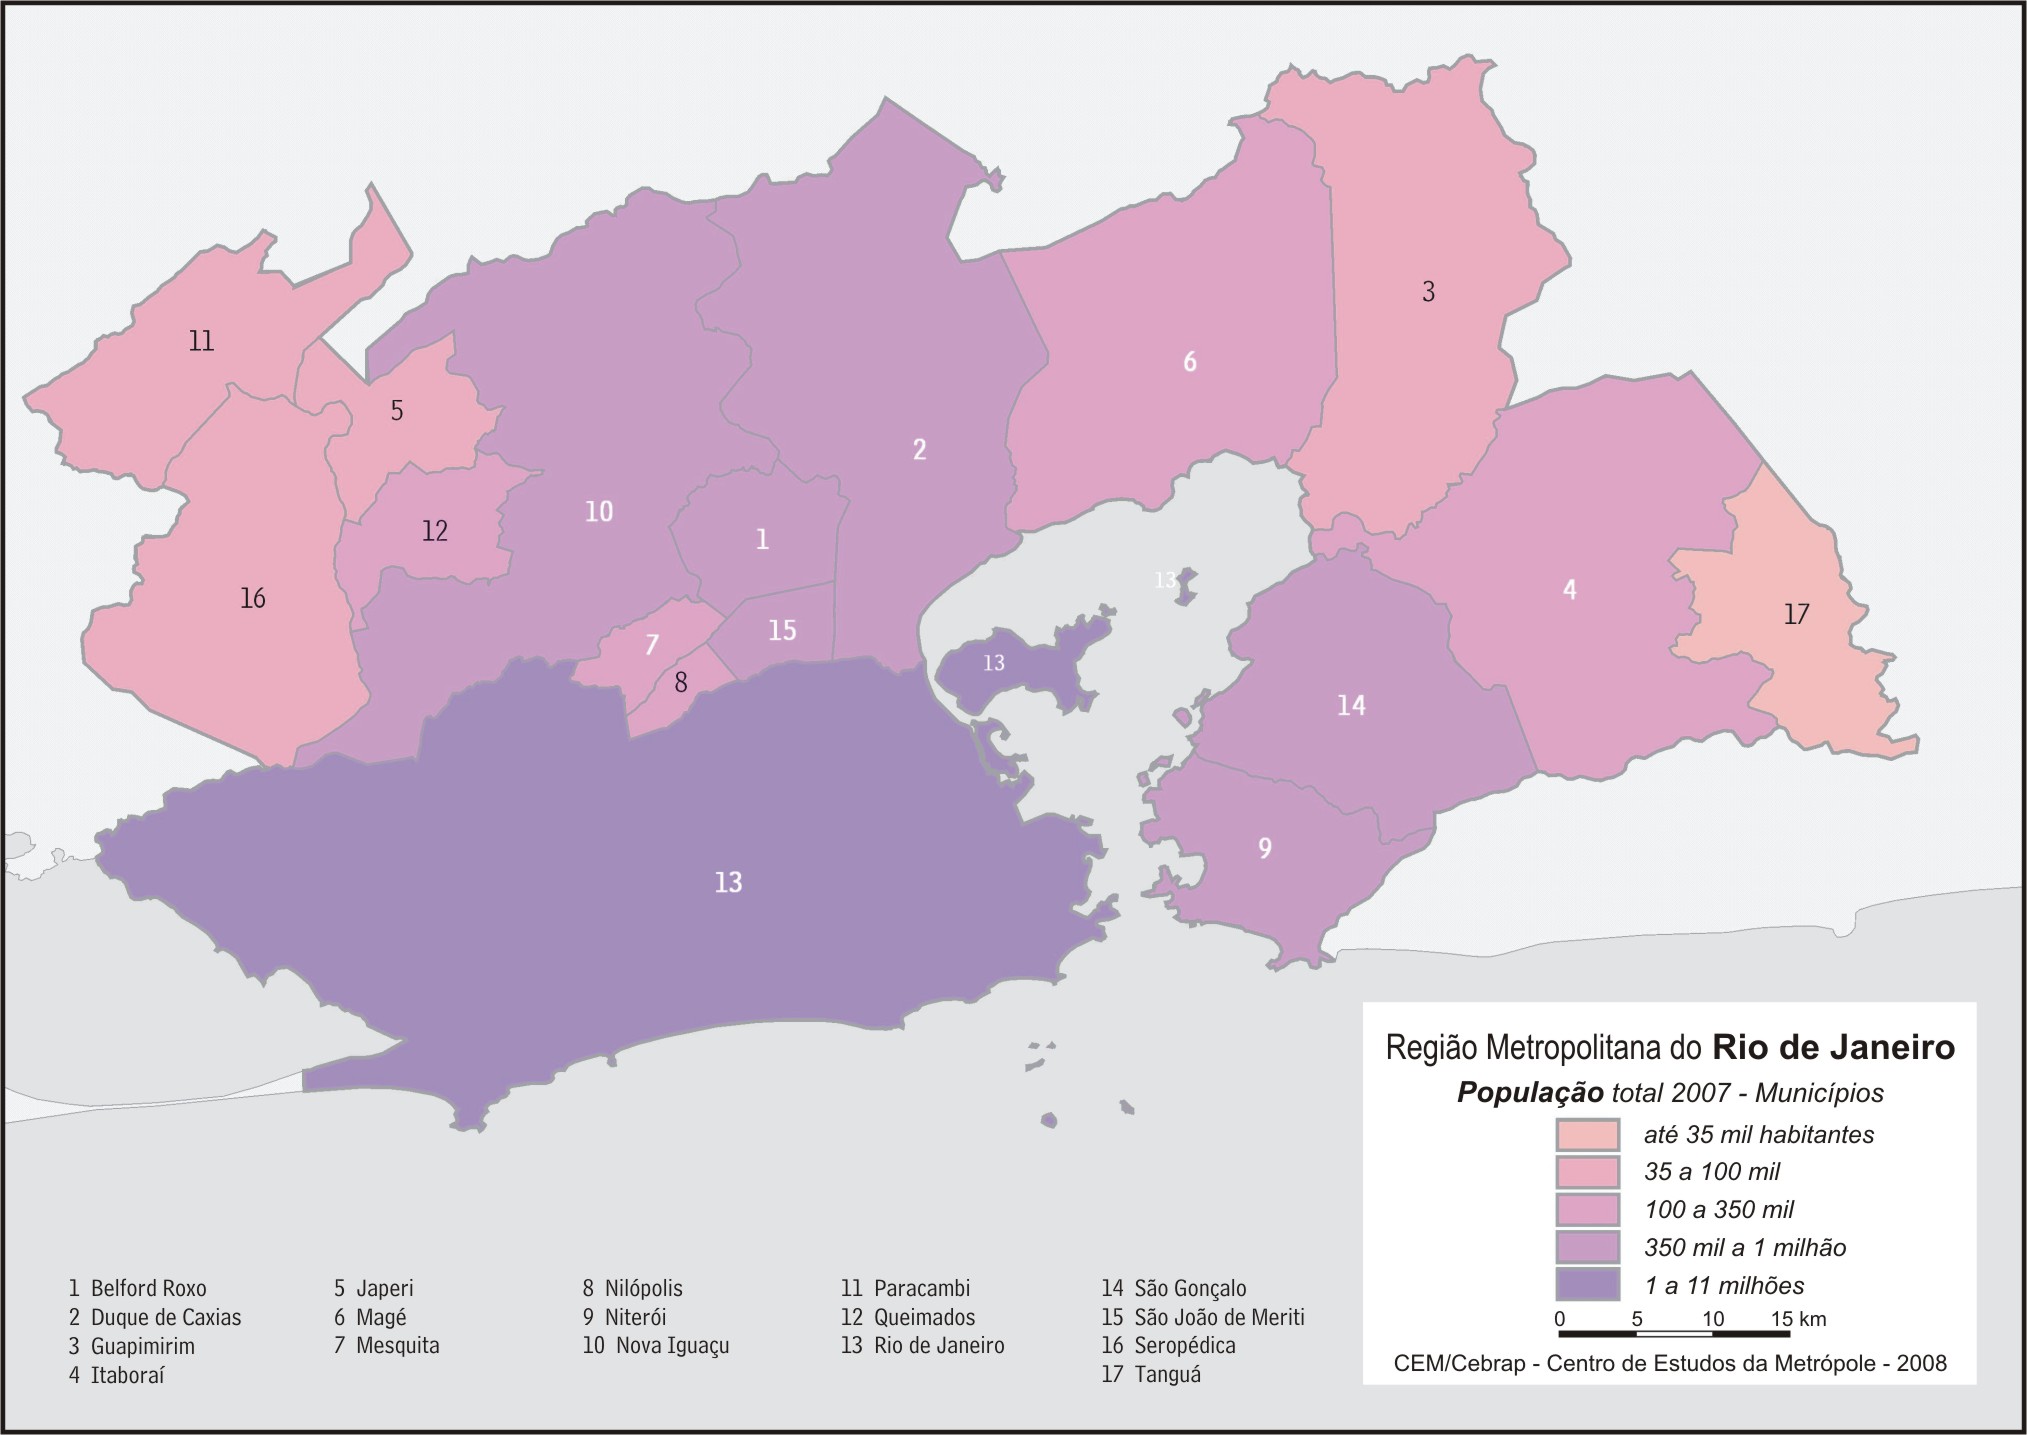 11
3
6
5
2
10
12
1
13
4
16
17
15
7
13
8
14
9
13
Região Metropolitana do Rio de Janeiro
População total 2007 - Municípios
até 35 mil habitantes
35 a 100 mil
100 a 350 mil
350 mil a 1 milhão
1 a 11 milhões
0 5 10 15 km
CEM/Cebrap - Centro de Estudos da Metrópole - 2008
1 Belford Roxo
2 Duque de Caxias
3 Guapimirim
4 Itaboraí
5 Japeri
6 Magé
7 Mesquita
8 Nilópolis
9 Niterói
10 Nova Iguaçu
11 Paracambi
12 Queimados
13 Rio de Janeiro
14 São Gonçalo
15 São João de Meriti
16 Seropédica
17 Tanguá